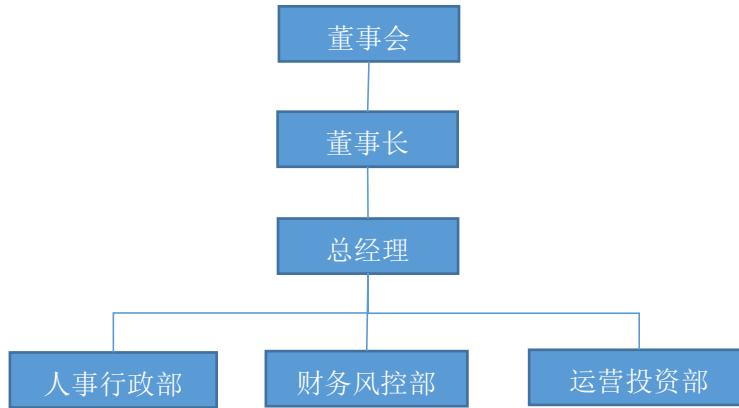 董事会
董事长
总经理
人事行政部
财务风控部
运营投资部